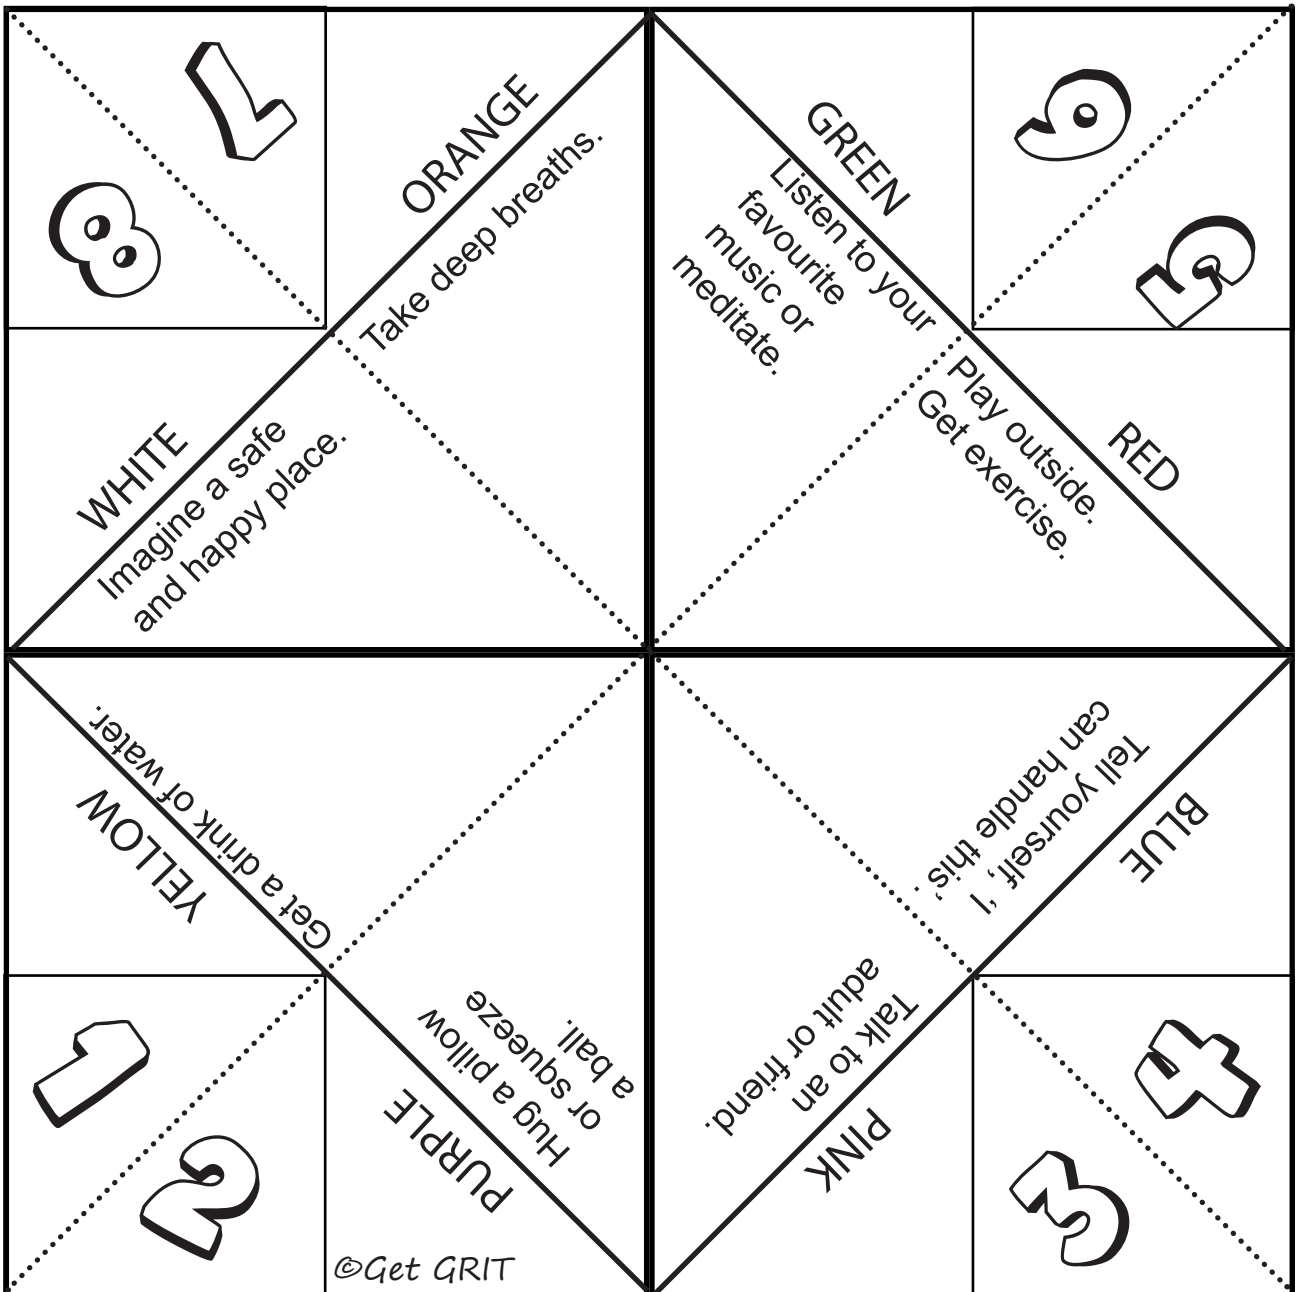 7
8
ORANGE
Take deep breaths.
WHITE
Imagine a safe
and happy place.
GREEN
Listen to your
favourite
music or
meditate.
6
5
RED
Play outside.
Get exercise.
YELLOW
Get a drink of water.
1
2
PURPLE
Hug a pillow
or squeeze
a ball.
BLUE
Tell yourself, ‘I
can handle this’.
PINK
Talk to an
adult or friend.
4
3
©Get GRIT